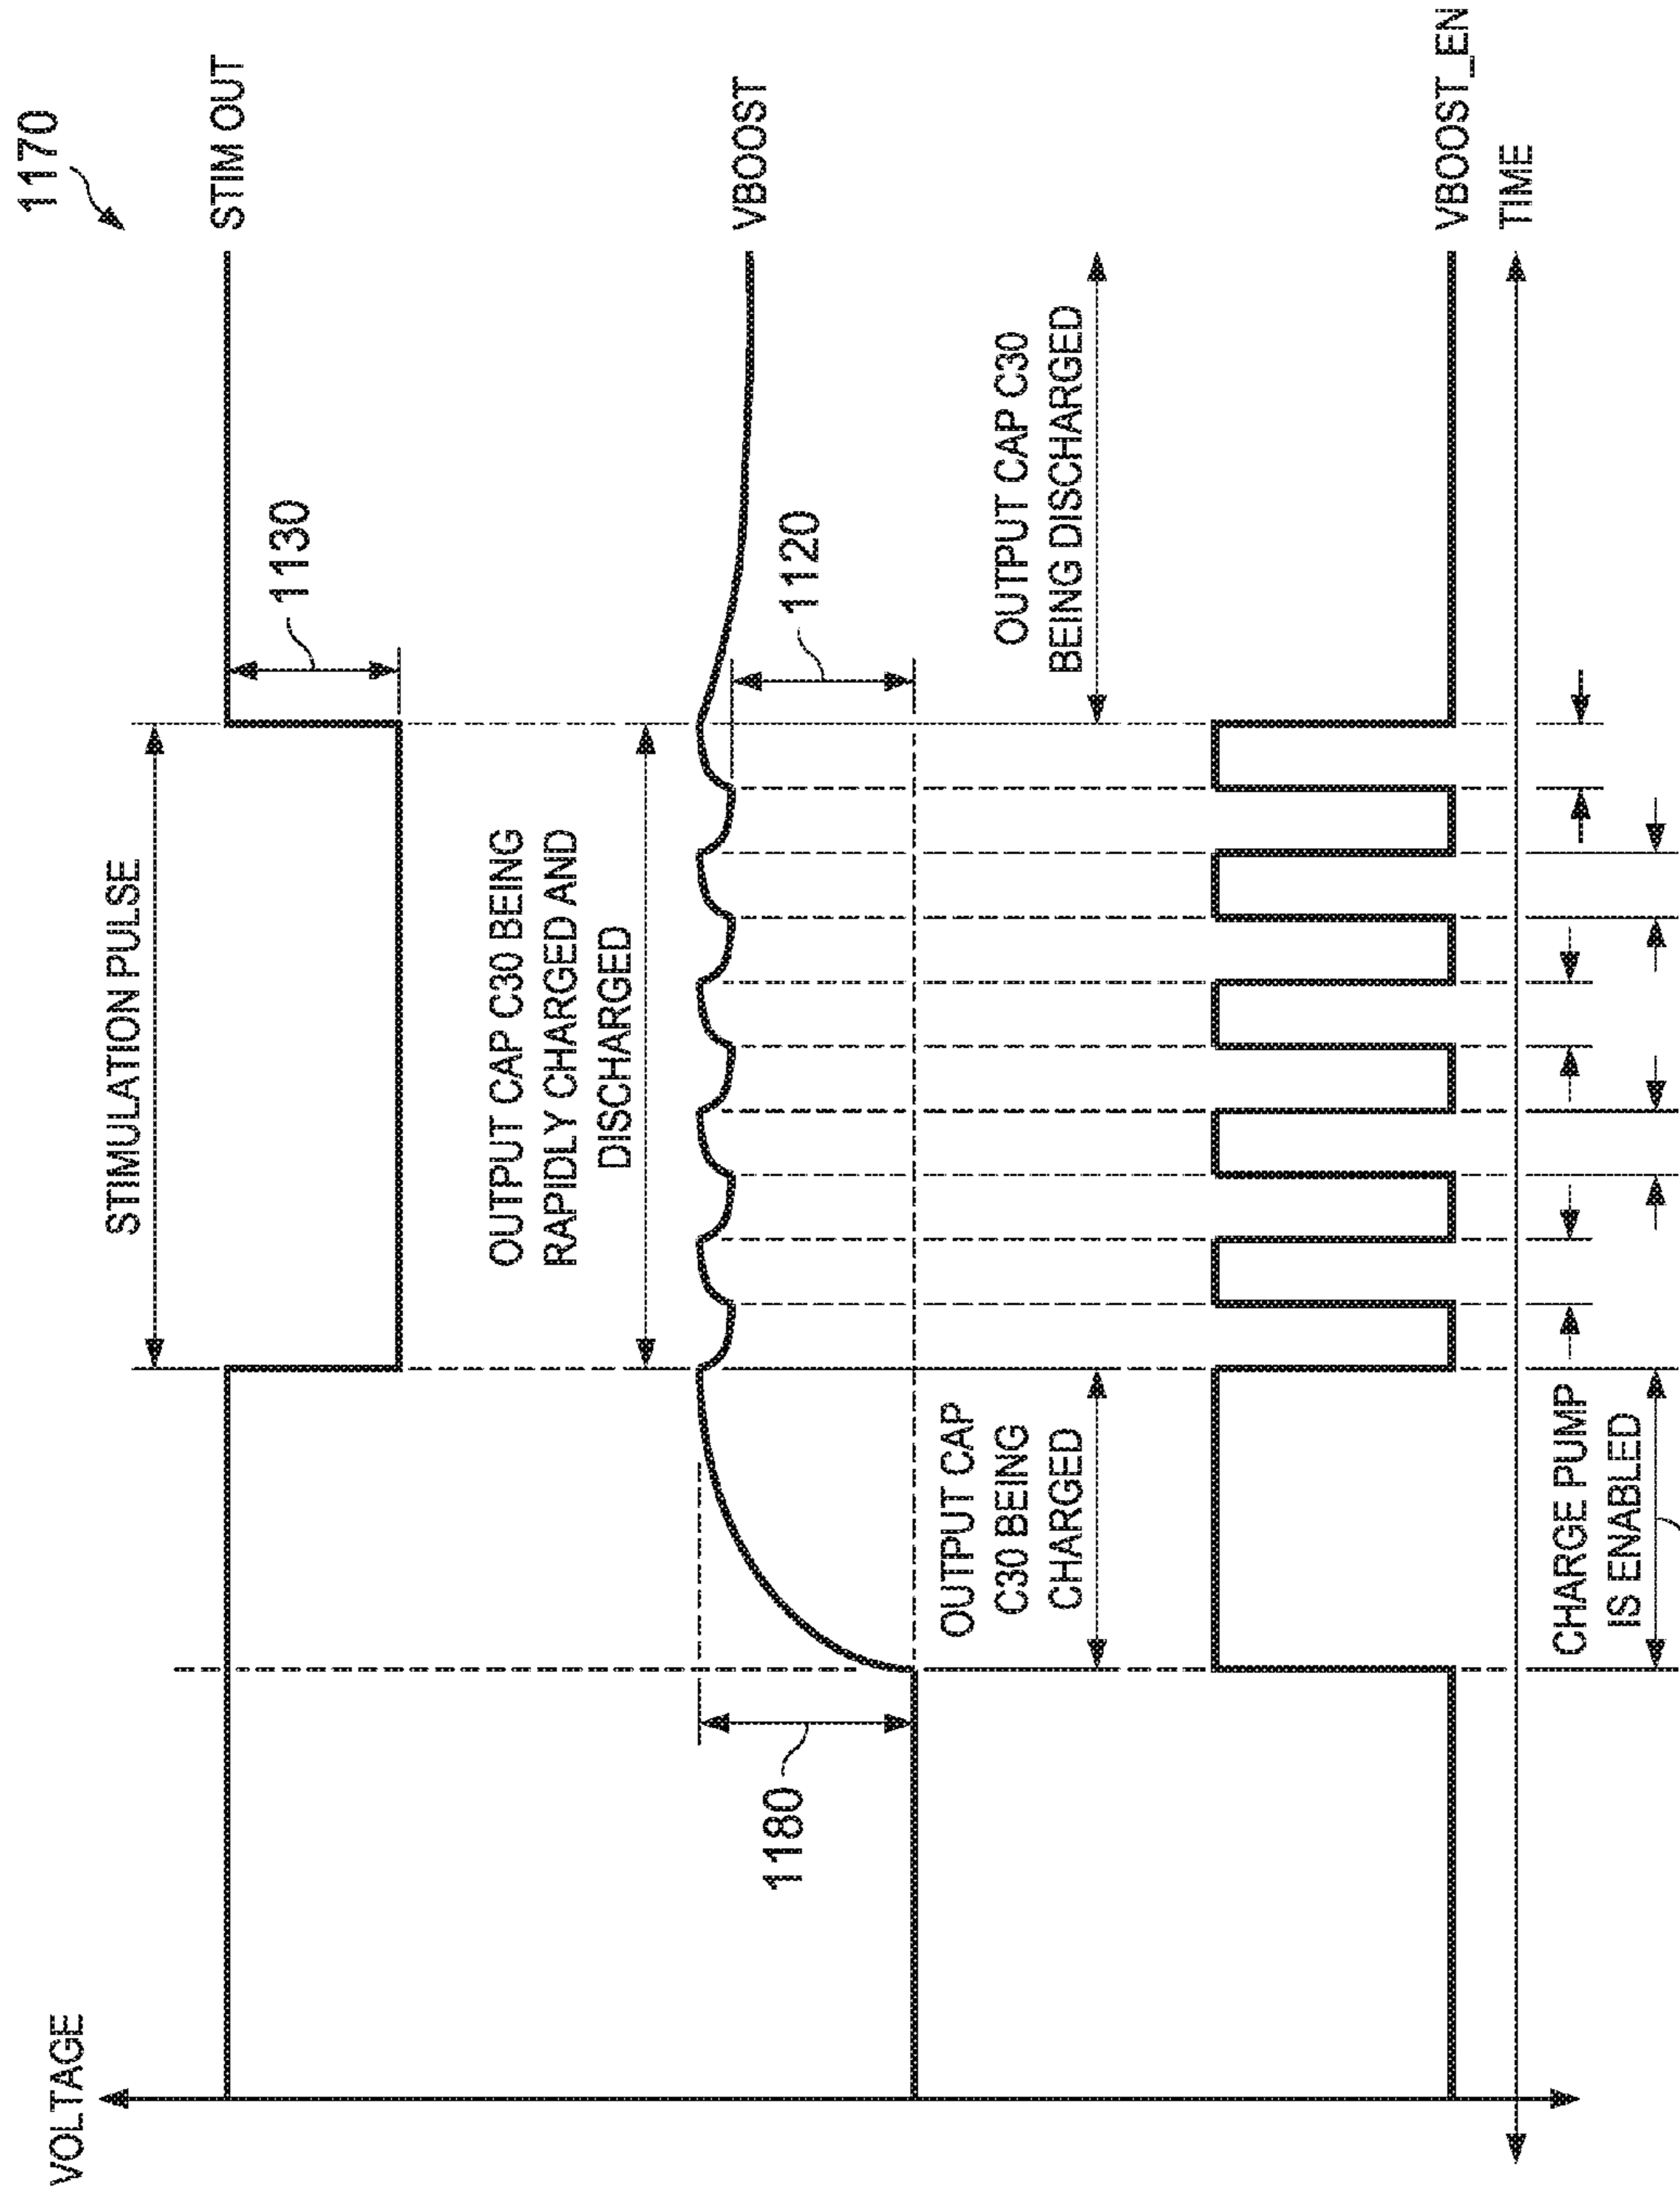 1170
VOLTAGE
STIMULATION PULSE
STIM OUT
1130
OUTPUT CAP C30 BEING
RAPIDLY CHARGED AND
DISCHARGED
VBOOST
1180
1120
OUTPUT CAP
C30 BEING
CHARGED
OUTPUT CAP C30
BEING DISCHARGED
VBOOST_EN
TIME
CHARGE PUMP
IS ENABLED